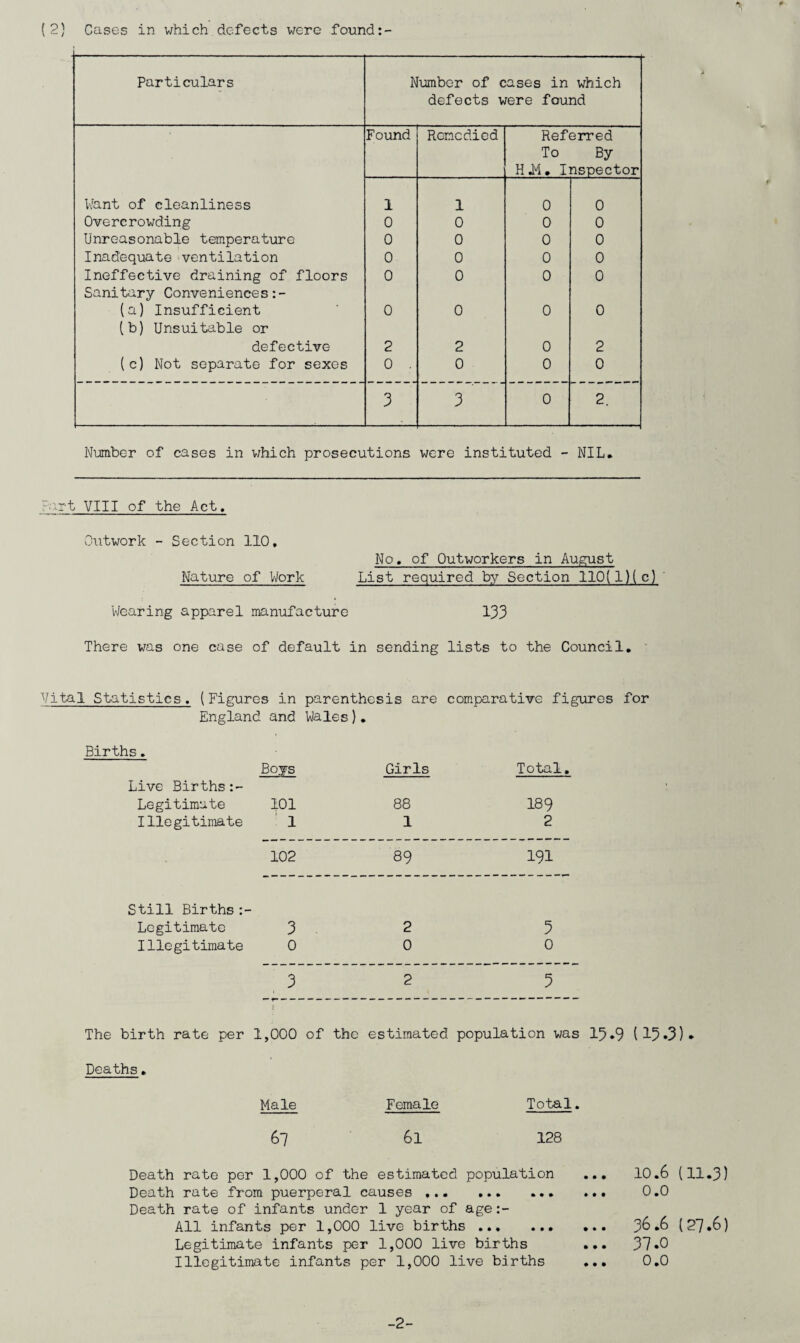 (2) Cases in which defects were found:-
Particulars Number of cases in which
defects were found
Found Remedied Referred
To By
H.M. Inspector
Want of cleanliness 1 1 0 0
Overcrowding 0 0 0 0
Unreasonable temperature 0 0 0 0
Inadequate ventilation 0 0 0 0
Ineffective draining of floors 0 0 0 0
Sanitary Conveniences:-
(a) Insufficient 0 0 0 0
(b) Unsuitable or
defective 2 2 0 2
(c) Not separate for sexes 0 0 0 0
3 3 0 2.
Number of cases in which prosecutions were instituted - NIL.
Part VIII of the Act.
Outwork - Section 110.
No. of Outworkers in August
Nature of Work List required by Section 110(1)(c)
Wearing apparel manufacture 133
There was one case of default in sending lists to the Council.
Vital Statistics. (Figures in parenthesis are comparative figures for
England and Wales).
Births.
Boys Girls Total.
Live Births:-
Legitimate 101 88 189
Illegitimate 1 1 2
102 89 191
Still Births:-
Legitimate 3 2 5
Illegitimate 0 0 0
3 2 5
The birth rate per 1,000 of the estimated population was 15.9 (15.3).
Deaths.
Male Female Total.
67 61 128
Death rate per 1,000 of the estimated population ... 10.6 (11.3)
Death rate from puerperal causes ... ... ... ... 0.0
Death rate of infants under 1 year of age:-
All infants per 1,000 live births ... ... ... 36.6 (27.6)
Legitimate infants per 1,000 live births ... 37.0
Illegitimate infants per 1,000 live births ... 0.0
-2-